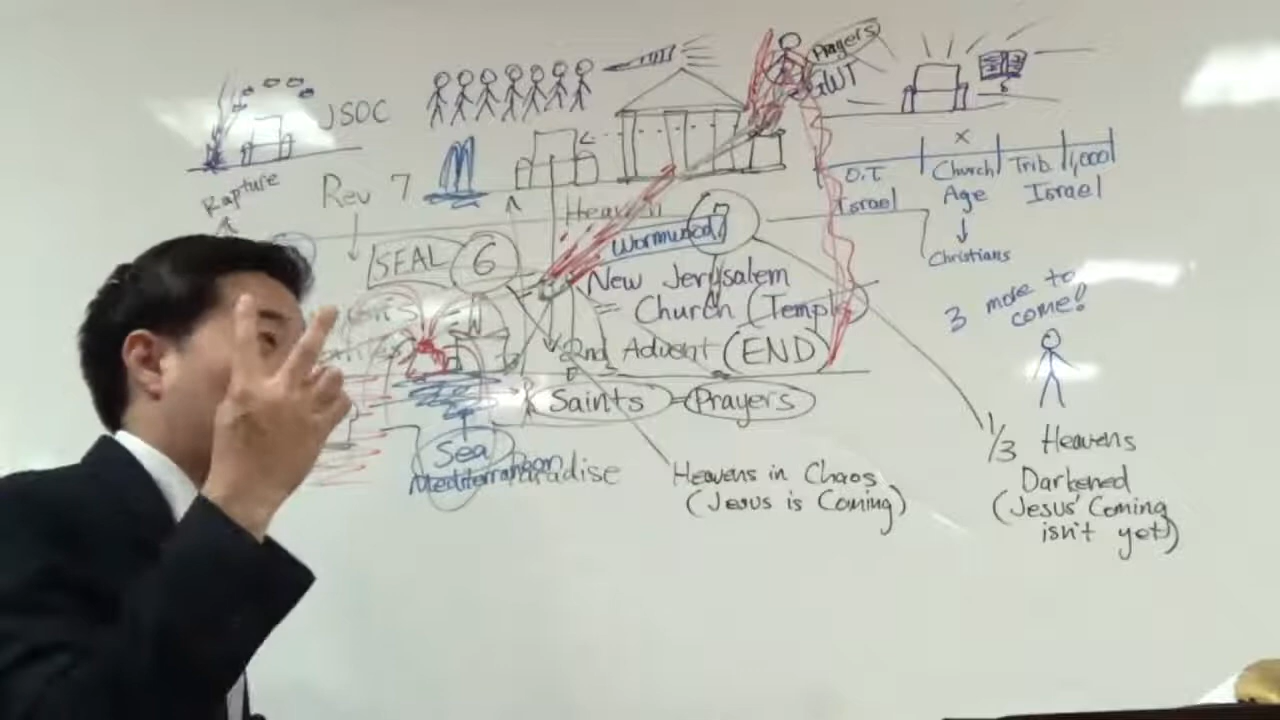 JSOC
Rapture
Rev 7
SEAL 6
Prayers
GWT
Heaven
Wormwood
New Jerusalem
= Church (Temple)
2nd Advent (END)
Saints = Prayers
Sea
Mediterranean
Paradise
Heavens in Chaos
(Jesus is Coming)
O.T
Israel
x
Church
Age
Christians
Trib.
1,000
Israel
3 more to
come!
1/3 Heavens
Darkened
(Jesus' Coming
isn't yet)